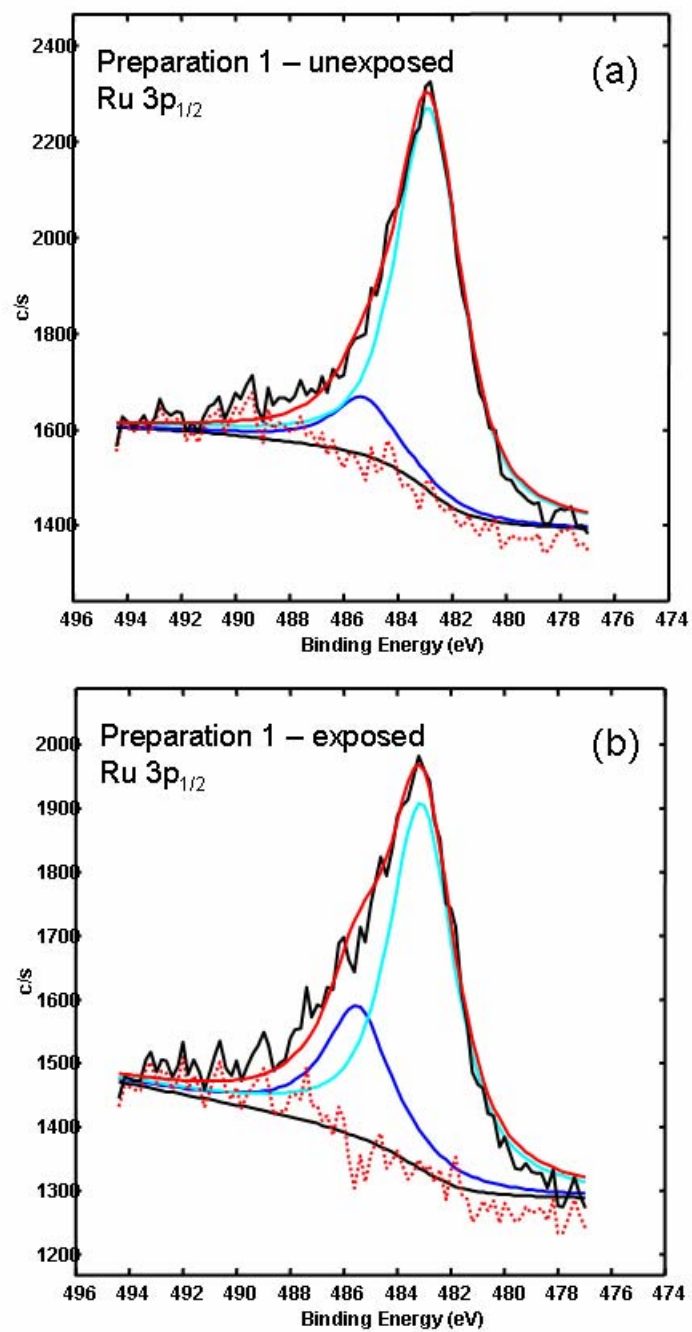 Preparation 1 – unexposed
Ru 3p1/2
(a)
2400
2200
2000
1800
1600
1400
c/s
496 494 492 490 488 486 484 482 480 478 476 474
Binding Energy (eV)
Preparation 1 – exposed
Ru 3p1/2
(b)
2000
1900
1800
1700
1600
1500
1400
1300
1200
c/s
496 494 492 490 488 486 484 482 480 478 476 474
Binding Energy (eV)